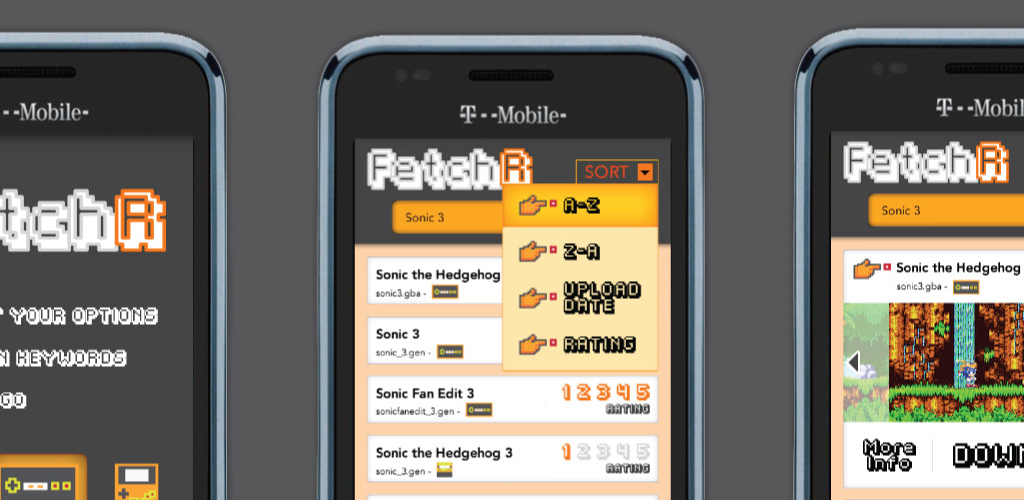 --Mobile-
tchR
YOUR OPTIONS
KEYWORDS
GO
T--Mobile-
FetchR
SORT
Sonic 3
A-Z
Z-A
UPLOAD
DATE
RATING
Sonic the Hedgehog
sonic3.gba -
Sonic 3
sonic_3.gen -
Sonic Fan Edit 3
sonicfanedit_3.gen -
1 2 3 4 5
RATING
Sonic the Hedgehog 3
sonic_3.gen -
1 2 3 4 5
RATING
T--Mobil
FetchR
Sonic 3
Sonic the Hedgehog
sonic3.gba -
More
Info
DOW